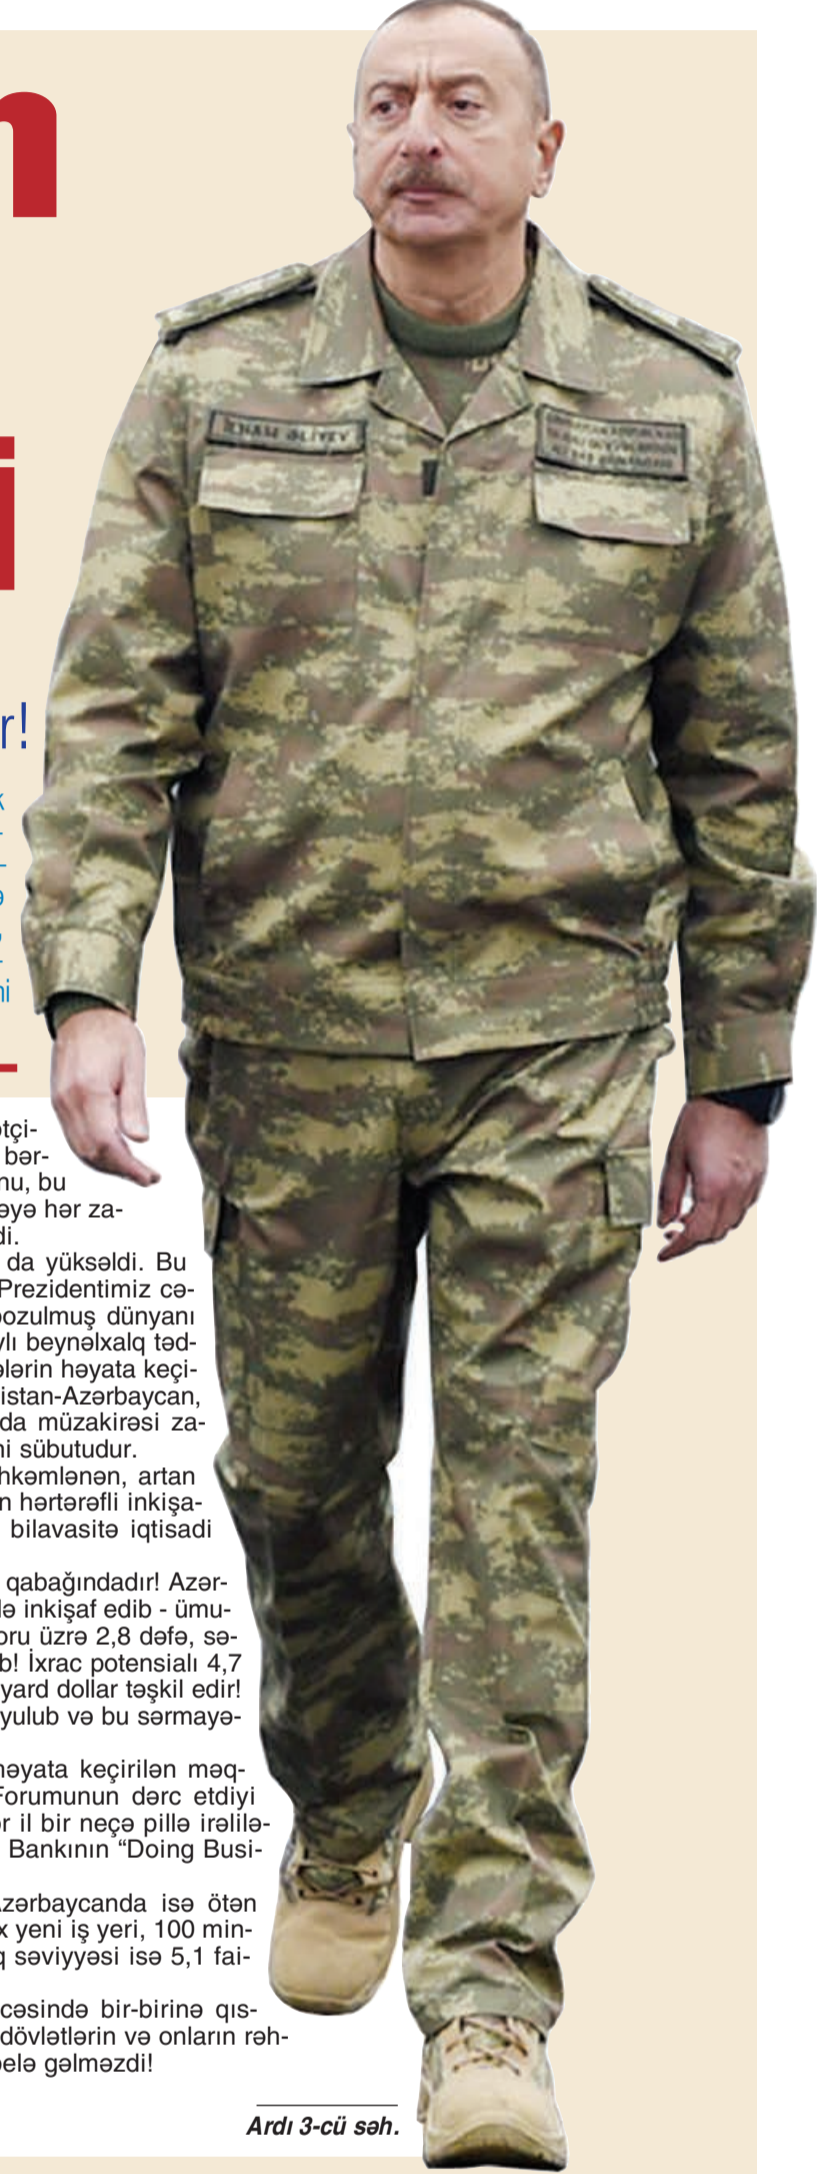 n
i
r!
k
ə
ni
İLHAM ƏLİYEV
ətçi-
bər-
nu, bu
əyə hər za-
di.
da yüksəldi. Bu
Prezidentimiz cə-
pozulmuş dünyanı
ylı beynəlxalq təd-
ələrin həyata keçi-
istan-Azərbaycan,
da müzakirəsi za-
ni sübutudur.
hkəmlənən, artan
n hərtərəfli inkişa-
bilavasitə iqtisadi
qabağındadır! Azər-
lə inkişaf edib - ümu-
oru üzrə 2,8 dəfə, sə-
b! İxrac potensialı 4,7
yard dollar təşkil edir!
yulub və bu sərmayə-
həyata keçirilən məq-
Forumunun dərc etdiyi
r il bir neçə pillə irəlilə-
Bankının “Doing Busi-
Azərbaycanda isə ötən
x yeni iş yeri, 100 min-
q səviyyəsi isə 5,1 fai-
cəsində bir-birinə qıs-
dövlətlərin və onların rəh-
belə gəlməzdi!
Ardı 3-cü səh.